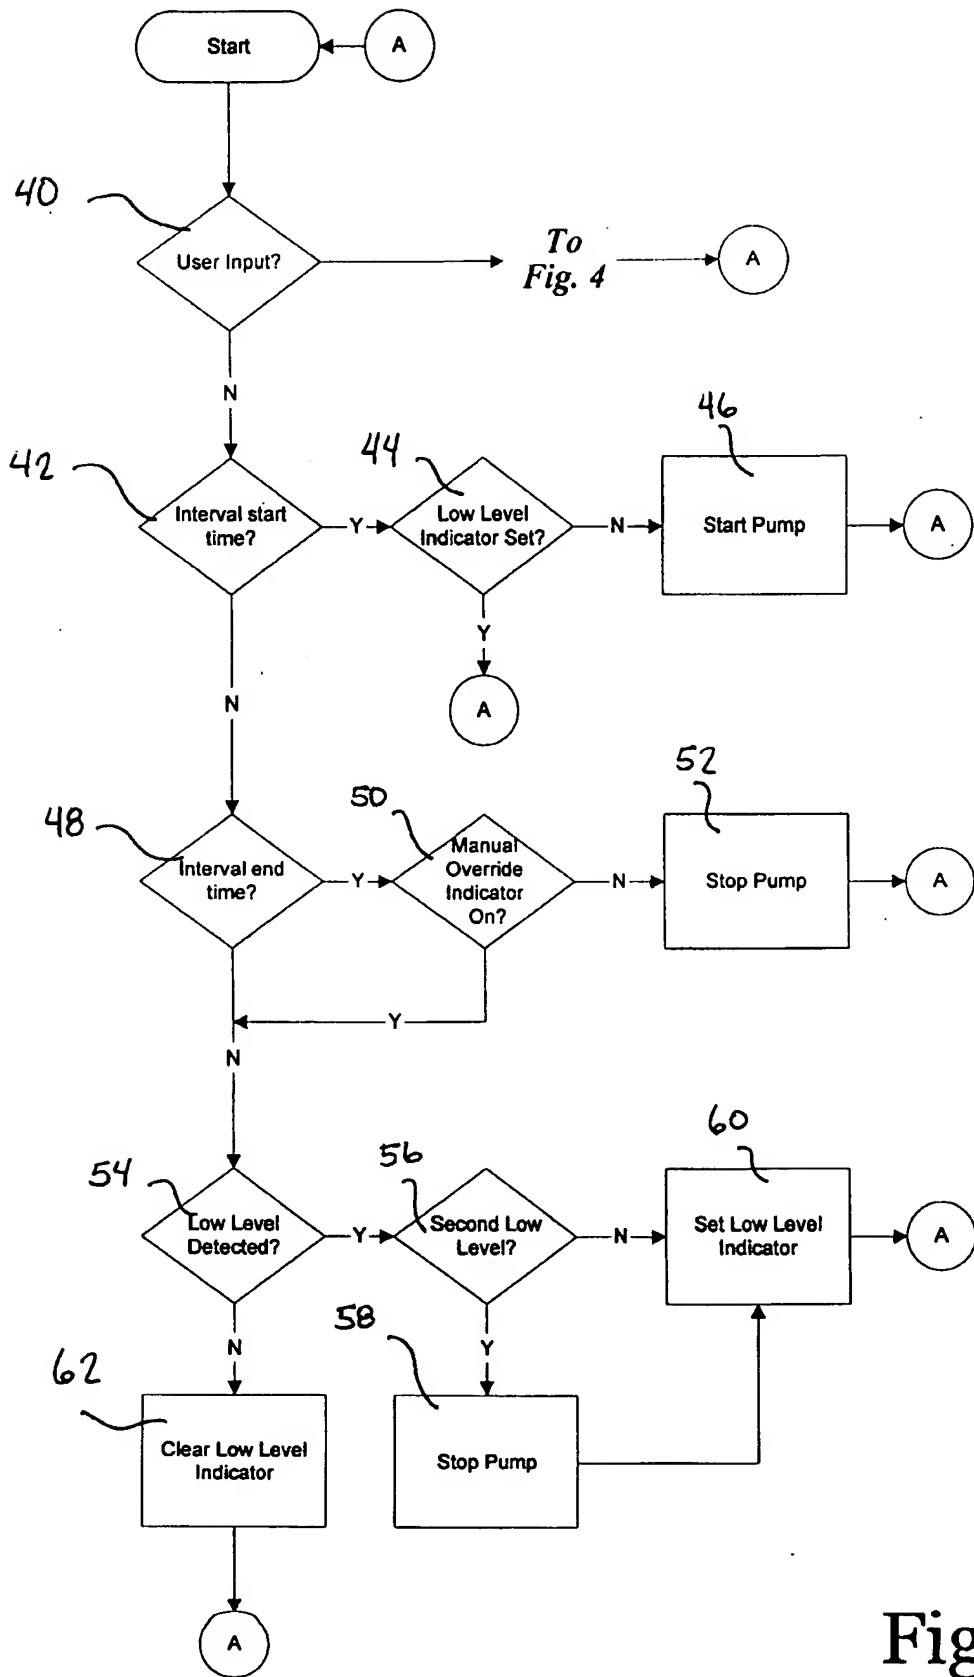 Start
A
40
User Input?
To
Fig. 4
A
N
42
Interval start
time?
Y
44
Low Level
Indicator Set?
N
46
Start Pump
A
Y
A
N
48
Interval end
time?
Y
50
Manual
Override
Indicator
On?
N
52
Stop Pump
A
Y
N
54
Low Level
Detected?
Y
56
Second Low
Level?
N
60
Set Low Level
Indicator
A
N
Y
62
Clear Low Level
Indicator
58
Stop Pump
A
Fig